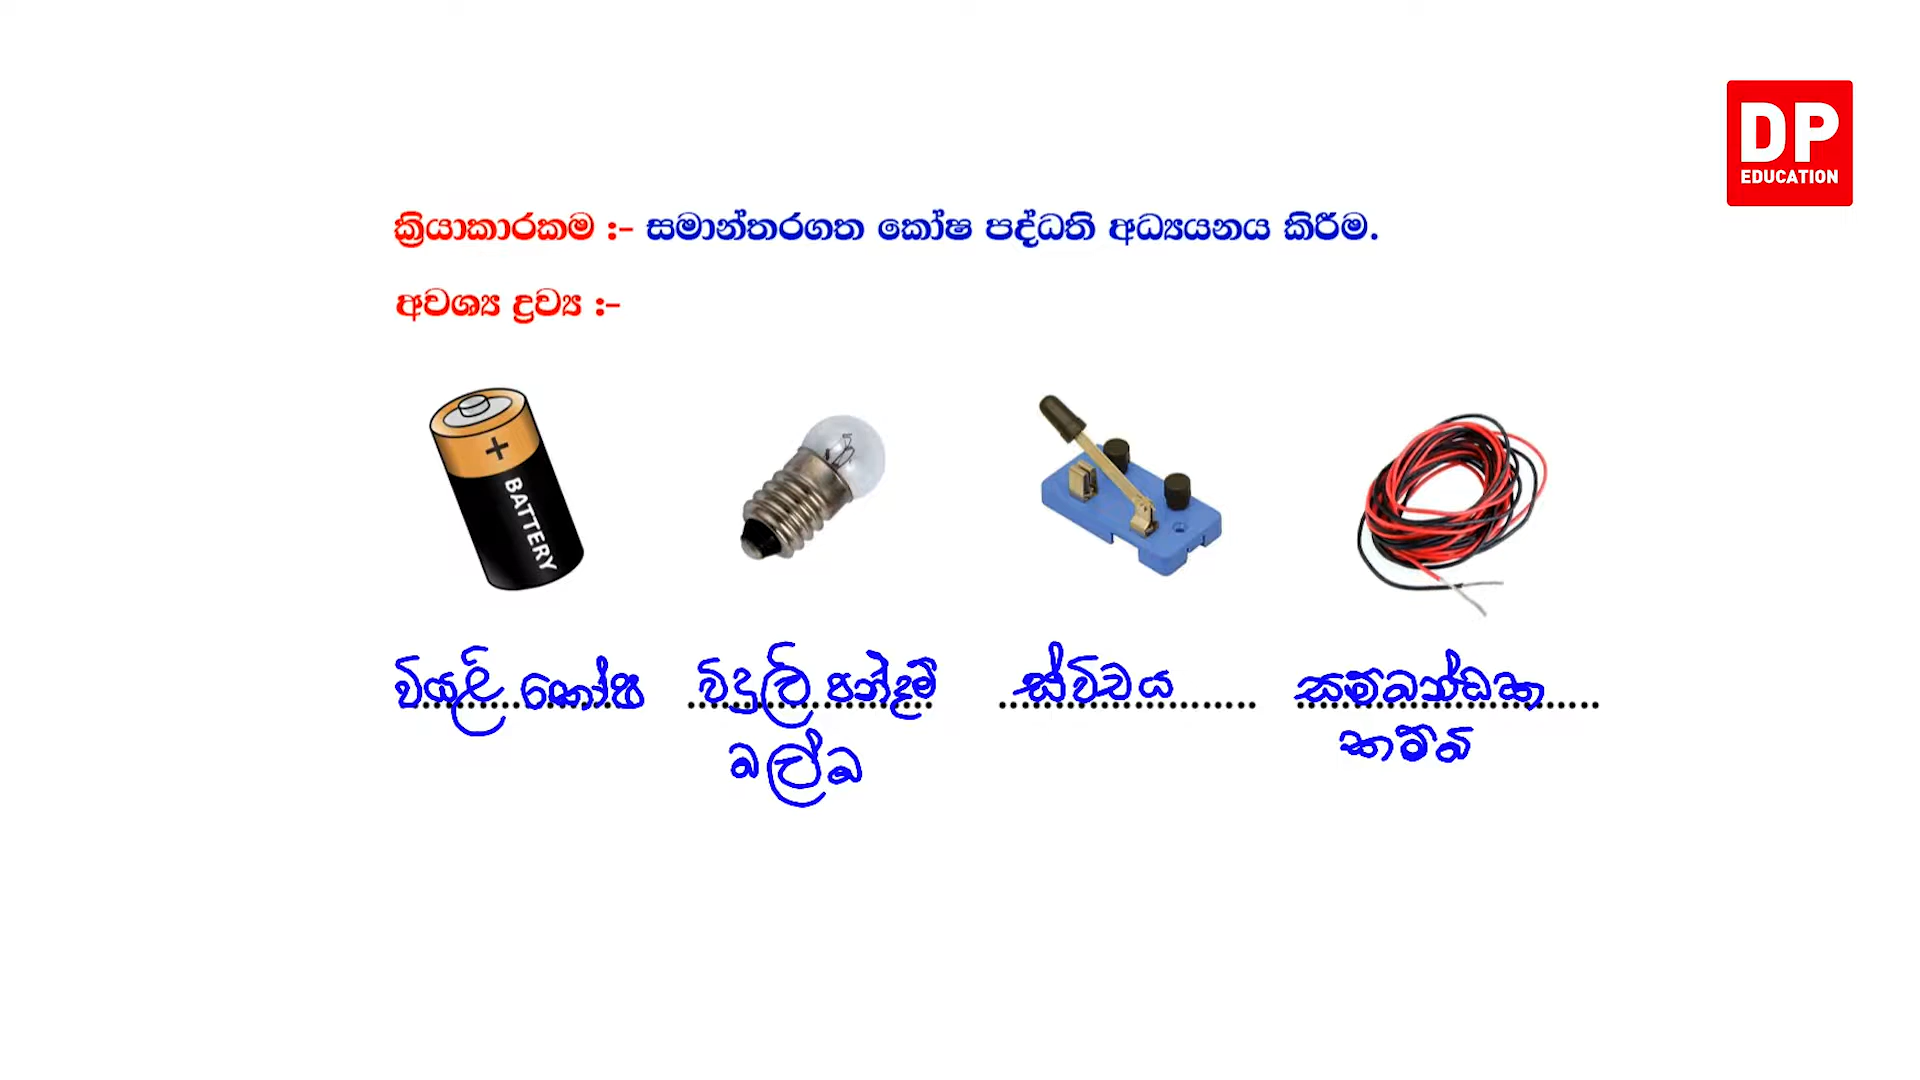 DP
EDUCATION
ක්‍රියාකාරකම :- සමාන්තරගත කෝෂ පද්ධති අධ්‍යයනය කිරීම.
අවශ්‍ය ද්‍රව්‍ය :-
+
BATTERY
වියළි කෝෂ විදුලි පන්දම් ස්විචය සම්බන්ධක
බල්බ කම්බි